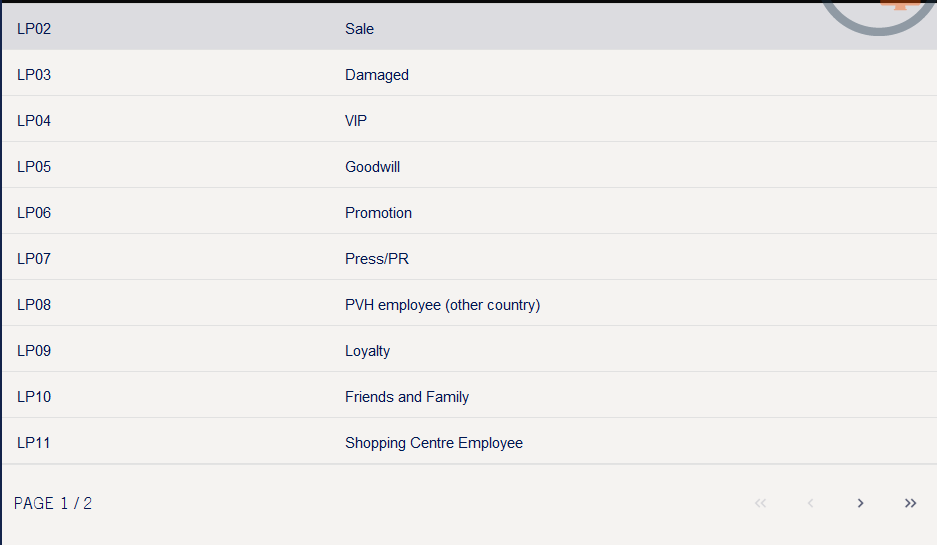 LP02 Sale
LP03 Damaged
LP04 VIP
LP05 Goodwill
LP06 Promotion
LP07 Press/PR
LP08 PVH employee (other country)
LP09 Loyalty
LP10 Friends and Family
LP11 Shopping Centre Employee
PAGE 1 / 2